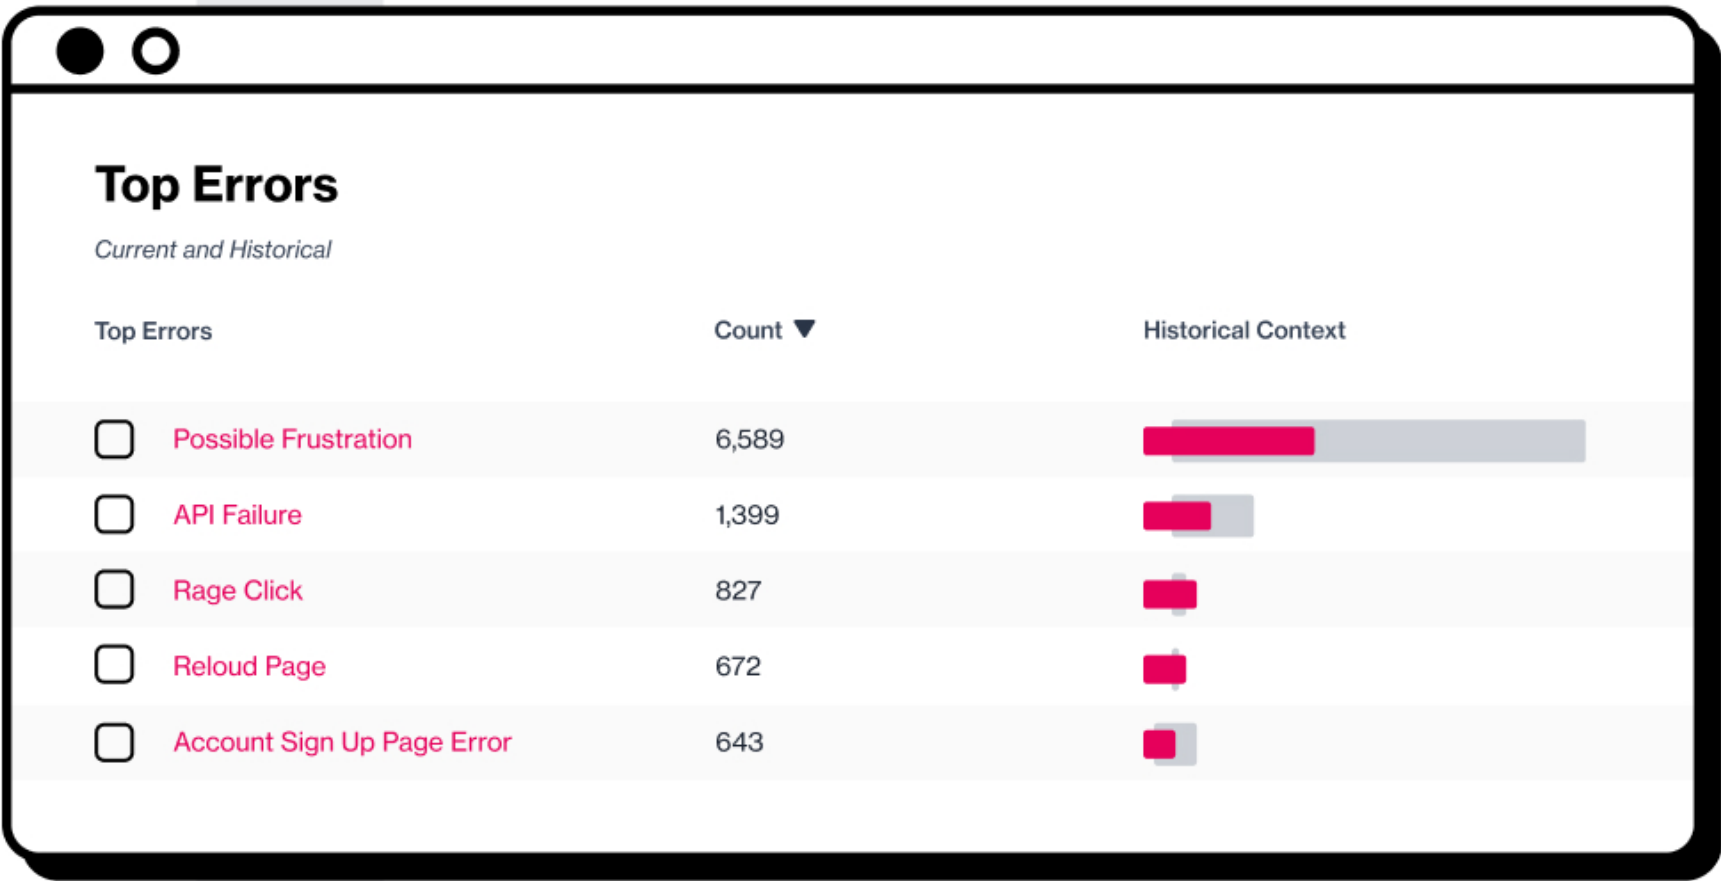 Top Errors
Current and Historical
Top Errors Count ▼ Historical Context
Possible Frustration 6,589
API Failure 1,399
Rage Click 827
Reloud Page 672
Account Sign Up Page Error 643